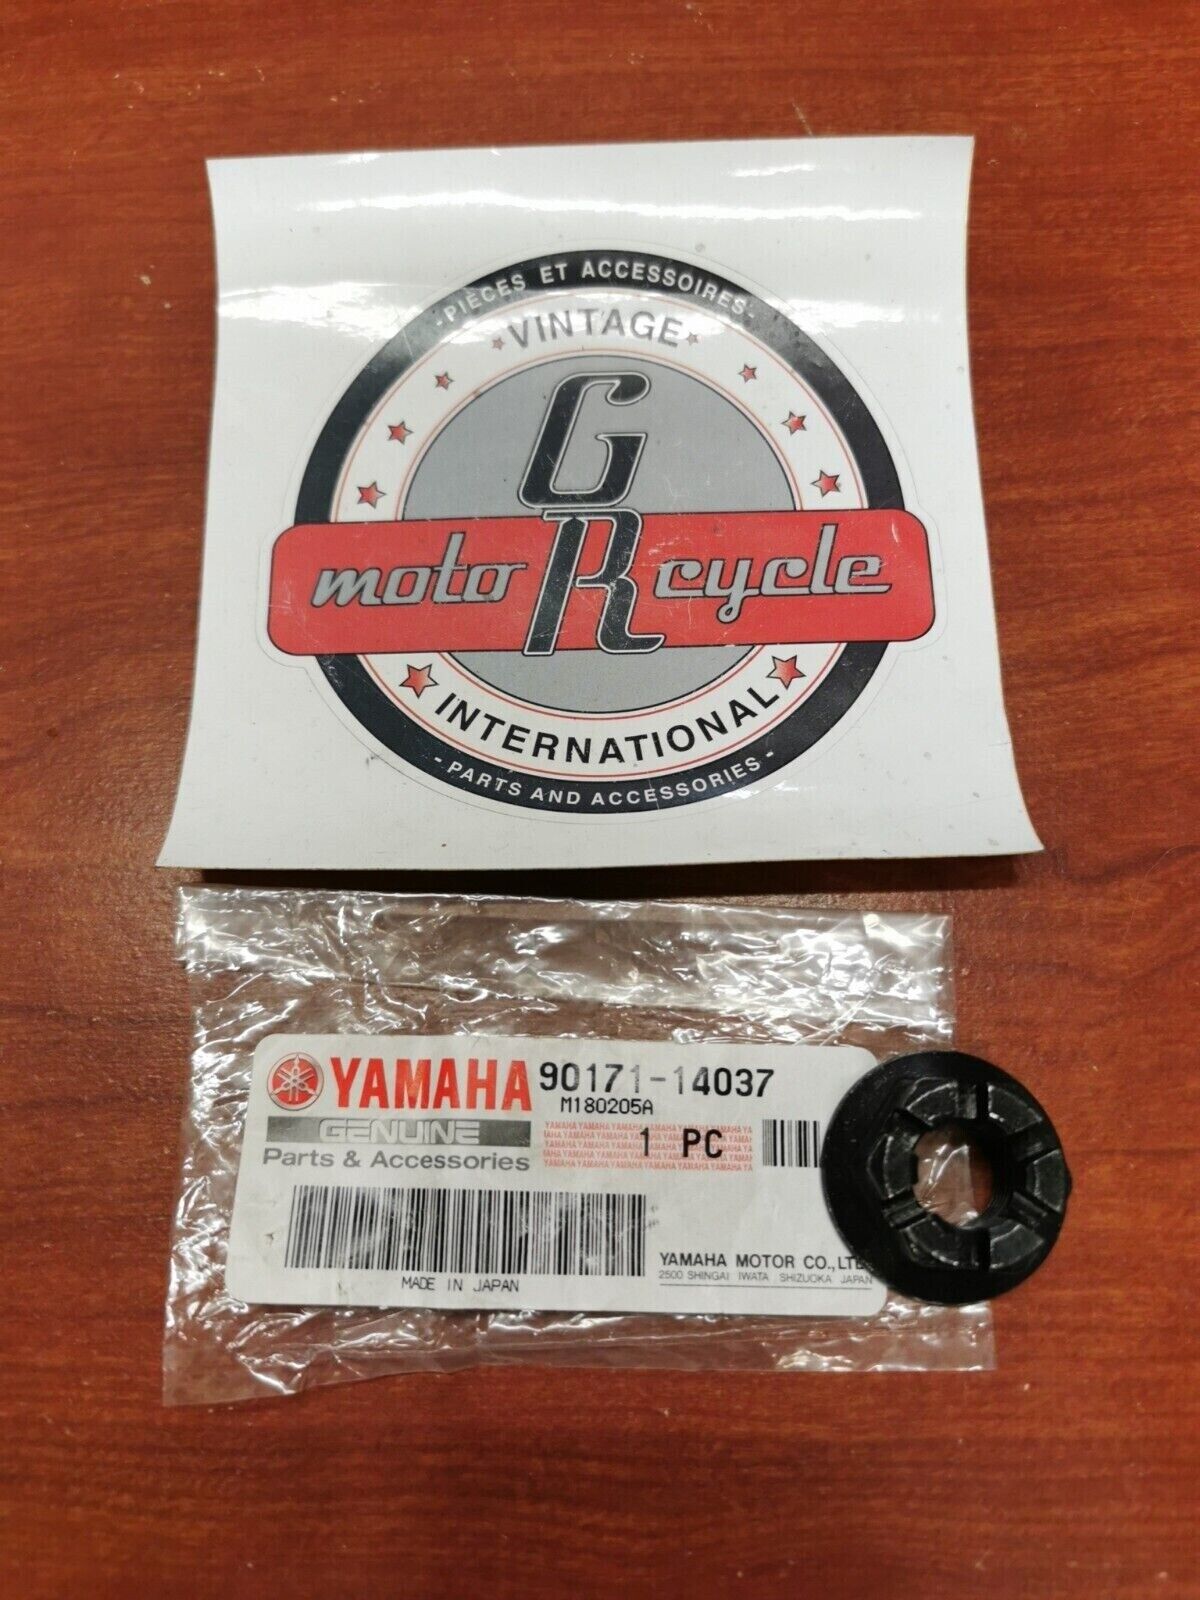 - PIÈCES ET ACCESSOIRES -
VINTAGE
G
moto R cycle
INTERNATIONAL
- PARTS AND ACCESSORIES -
YAMAHA 90171-14037
M180205A
GENUINE 1 PC
Parts & Accessories
YAMAHA MOTOR CO.,LTD
2500 SHINGAI IWATA SHIZUOKA JAPAN
MADE IN JAPAN